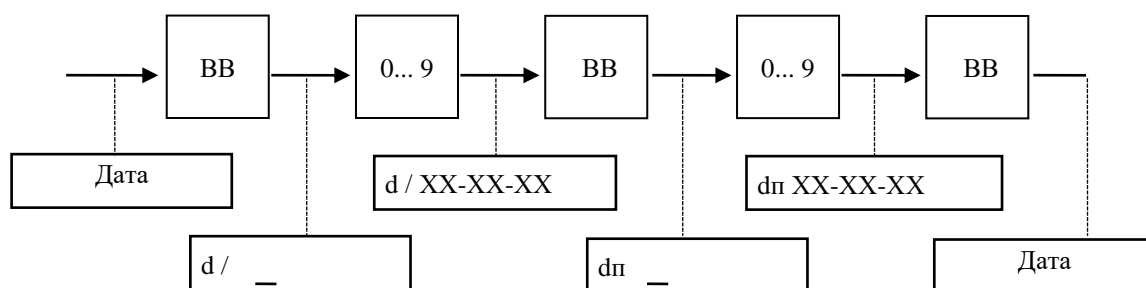 ВВ
0... 9
ВВ
0... 9
ВВ
Дата
d / XX-XX-XX
dп XX-XX-XX
d / _
dп _
Дата